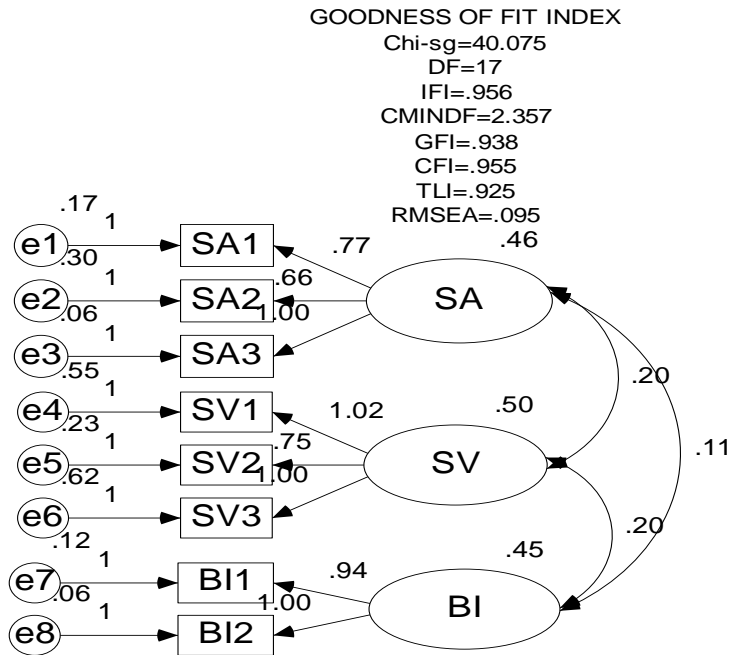 GOODNESS OF FIT INDEX
Chi-sg=40.075
DF=17
IFI=.956
CMINDF=2.357
GFI=.938
CFI=.955
TLI=.925
RMSEA=.095
.17
1
e1
SA1
.77
.46
.30
1
e2
SA2
.66
SA
.06
1
e3
SA3
1.00
.55
1
e4
SV1
1.02
.50
.20
.23
1
e5
SV2
.75
SV
.11
.62
1
e6
SV3
1.00
.20
.12
1
e7
BI1
.94
.45
.06
1
e8
BI2
1.00
BI